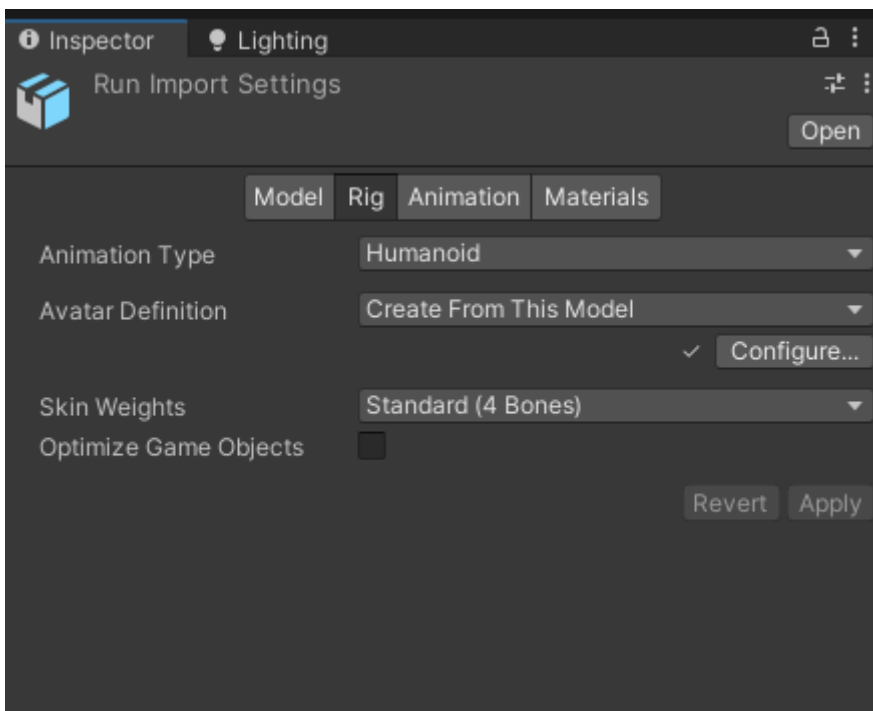 Inspector Lighting
Run Import Settings
Open
Model Rig Animation Materials
Animation Type Humanoid
Avatar Definition Create From This Model
Configure...
Skin Weights Standard (4 Bones)
Optimize Game Objects
Revert Apply